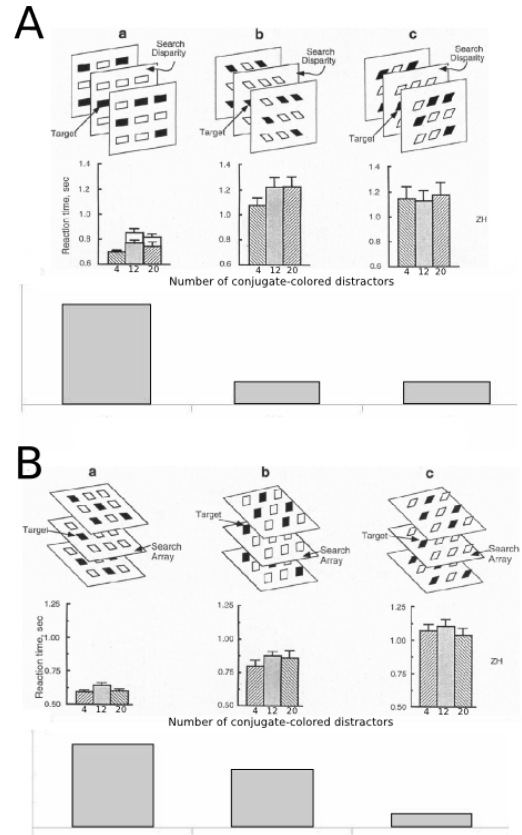 A
a b c
Search Disparity
Search Disparity
Search Disparity
Target
Target
Target
Reaction time, sec
1.4 1.4 1.4
1.2 1.2 1.2
1.0 1.0 1.0
0.8 0.8 0.8
0.6 0.6 0.6
ZH
4 12 20 4 12 20 4 12 20
Number of conjugate-colored distractors
B
a b c
Target
Target
Target
Search Array
Search Array
Search Array
Reaction time, sec
1.25 1.25 1.25
1.00 1.00 1.00
0.75 0.75 0.75
0.50 0.50 0.50
ZH
4 12 20 4 12 20 4 12 20
Number of conjugate-colored distractors